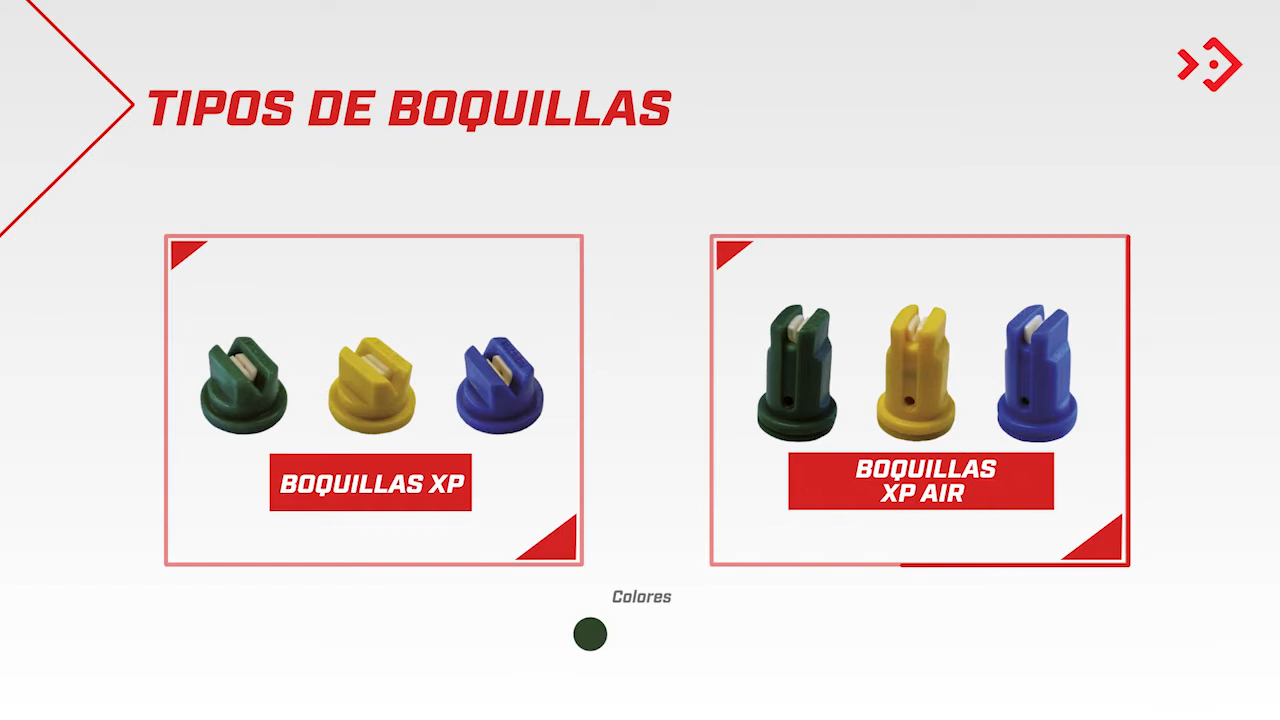 TIPOS DE BOQUILLAS
BOQUILLAS XP
BOQUILLAS
XP AIR
Colores